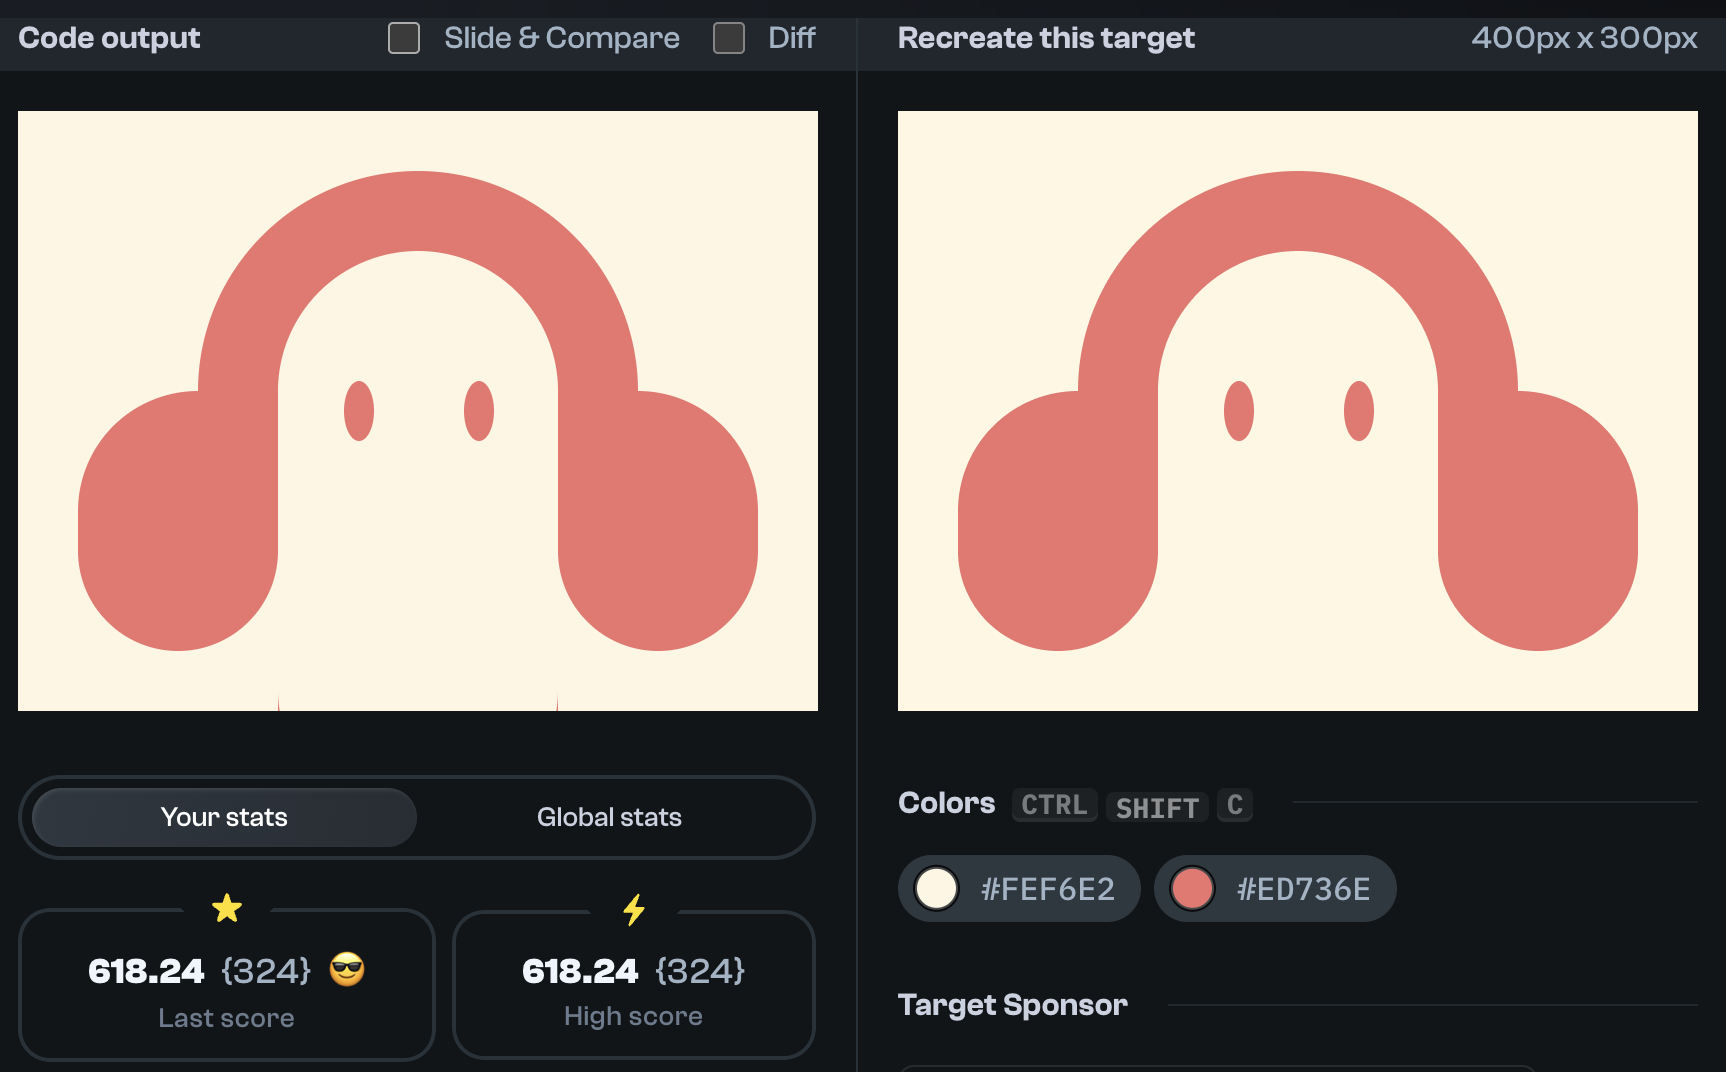 Code output
Slide & Compare
Diff
Recreate this target
400px x 300px
Your stats
Global stats
618.24 {324} 😎
Last score
618.24 {324}
High score
Colors CTRL SHIFT C
#FEF6E2
#ED736E
Target Sponsor